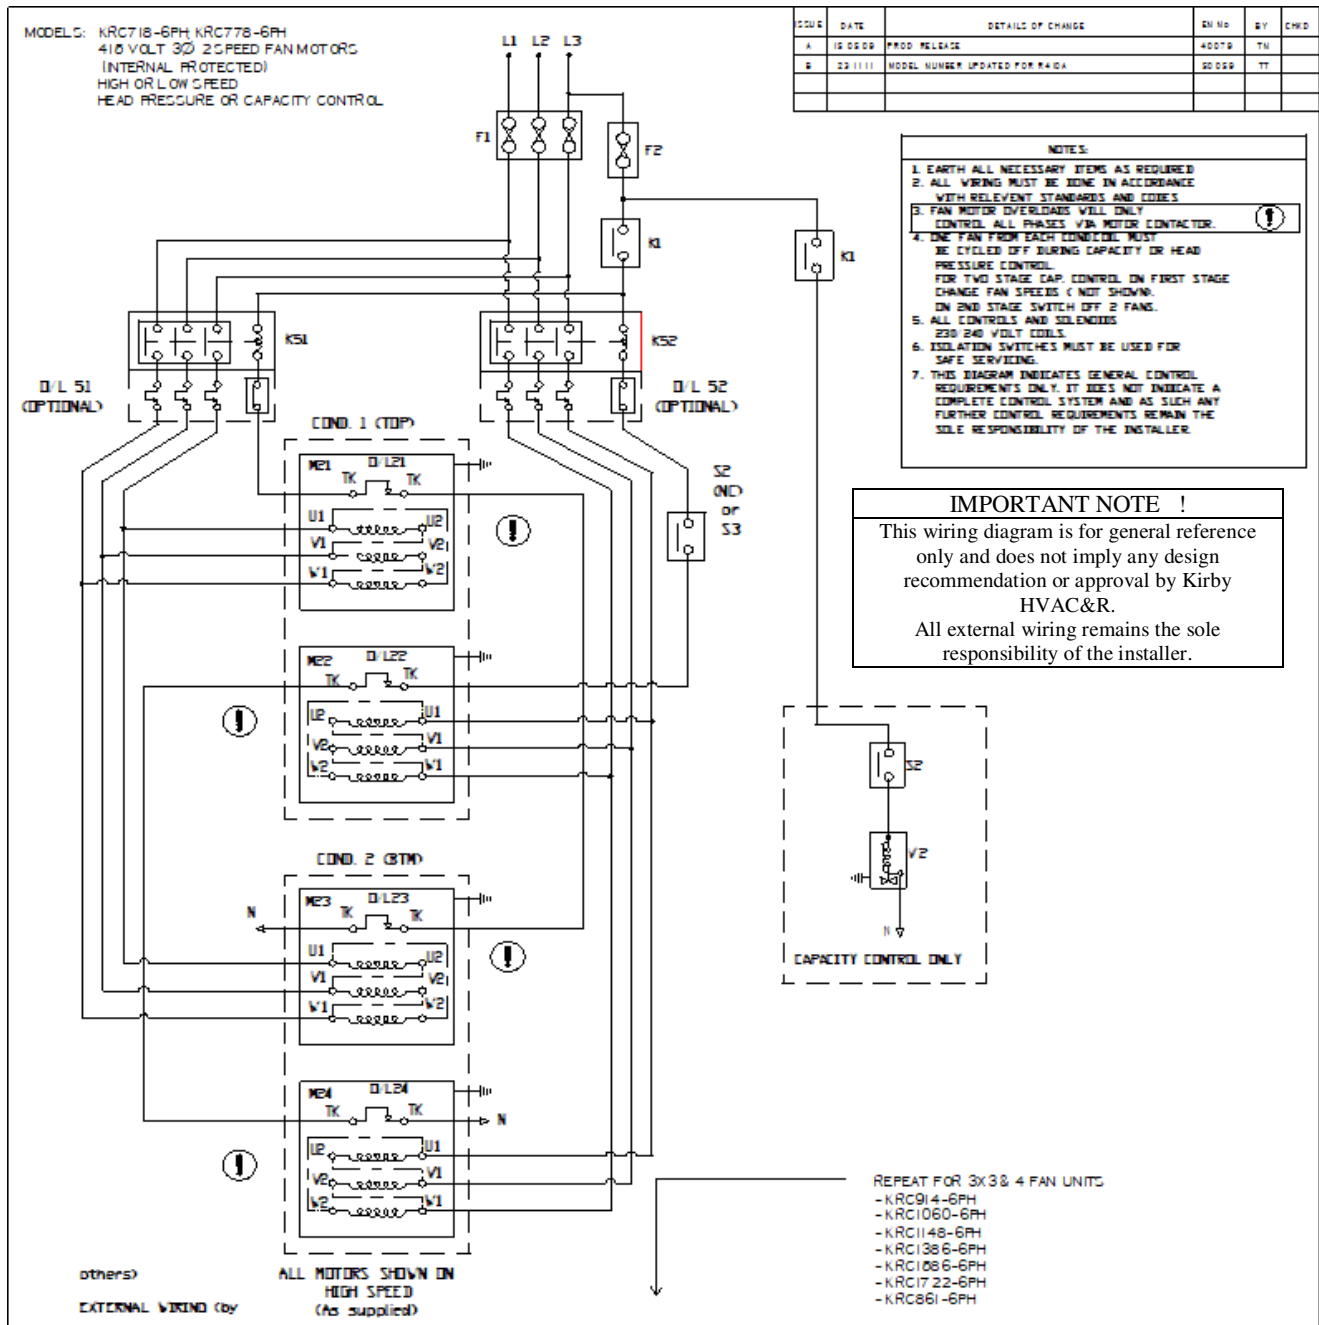 MODELS: KRC718-6PH, KRC778-6PH
418 VOLT 3Ø 2SPEED FAN MOTORS
(INTERNAL PROTECTED)
HIGH OR LOW SPEED
HEAD PRESSURE OR CAPACITY CONTROL
ISSUE DATE DETAILS OF CHANGE EN No BY CHKD
A 15 05 09 PROD RELEASE 40079 TN
B 23 11 11 MODEL NUMBER UPDATED FOR R410A 50059 TT
L1 L2 L3
F1
F2
K1
K1
NOTES:
1. EARTH ALL NECESSARY ITEMS AS REQUIRED
2. ALL WIRING MUST BE DONE IN ACCORDANCE
WITH RELEVENT STANDARDS AND CODES
3. FAN MOTOR OVERLOADS WILL ONLY
CONTROL ALL PHASES VIA MOTOR CONTACTOR.
!
4. ONE FAN FROM EACH COND.COIL MUST
BE CYCLED OFF DURING CAPACITY OR HEAD
PRESSURE CONTROL.
FOR TWO STAGE CAP. CONTROL ON FIRST STAGE
CHANGE FAN SPEEDS ( NOT SHOWN).
ON 2ND STAGE SWITCH OFF 2 FANS.
5. ALL CONTROLS AND SOLENOIDS
230/240 VOLT COILS.
6. ISOLATION SWITCHES MUST BE USED FOR
SAFE SERVICING.
7. THIS DIAGRAM INDICATES GENERAL CONTROL
REQUIREMENTS ONLY. IT DOES NOT INDICATE A
COMPLETE CONTROL SYSTEM AND AS SUCH ANY
FURTHER CONTROL REQUIREMENTS REMAIN THE
SOLE RESPONSIBILITY OF THE INSTALLER.
IMPORTANT NOTE !
This wiring diagram is for general reference
only and does not imply any design
recommendation or approval by Kirby
HVAC&R.
All external wiring remains the sole
responsibility of the installer.
K51
K52
O/L 51
(OPTIONAL)
O/L 52
(OPTIONAL)
COND. 1 (TOP)
M21 O/L21
TK TK
U1 U2
V1 V2
W1 W2
!
S2
(NC)
or
S3
M22 O/L22
TK TK
U2 U1
V2 V1
W2 W1
!
S2
V2
N
CAPACITY CONTROL ONLY
COND. 2 (BTM)
M23 O/L23
N TK TK
U1 U2
V1 V2
W1 W2
!
M24 O/L24
TK TK N
U2 U1
V2 V1
W2 W1
!
ALL MOTORS SHOWN ON
HIGH SPEED
(As supplied)
others)
EXTERNAL WIRING (by
REPEAT FOR 3X3 & 4 FAN UNITS
-KRC914-6PH
-KRC1060-6PH
-KRC1148-6PH
-KRC1386-6PH
-KRC1686-6PH
-KRC1722-6PH
-KRC861-6PH